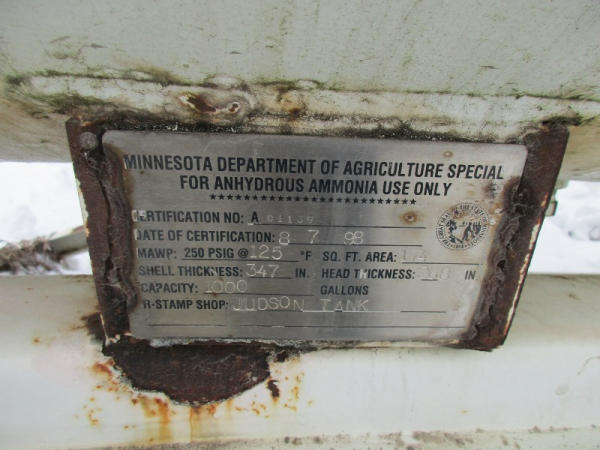 MINNESOTA DEPARTMENT OF AGRICULTURE SPECIAL
FOR ANHYDROUS AMMONIA USE ONLY
CERTIFICATION NO: A
DATE OF CERTIFICATION: 8 7 98
MAWP: 250 PSIG @ 125 °F SQ. FT. AREA:
SHELL THICKNESS: .347 IN. HEAD THICKNESS: IN
CAPACITY: 1000 GALLONS
R-STAMP SHOP: JUDSON TANK